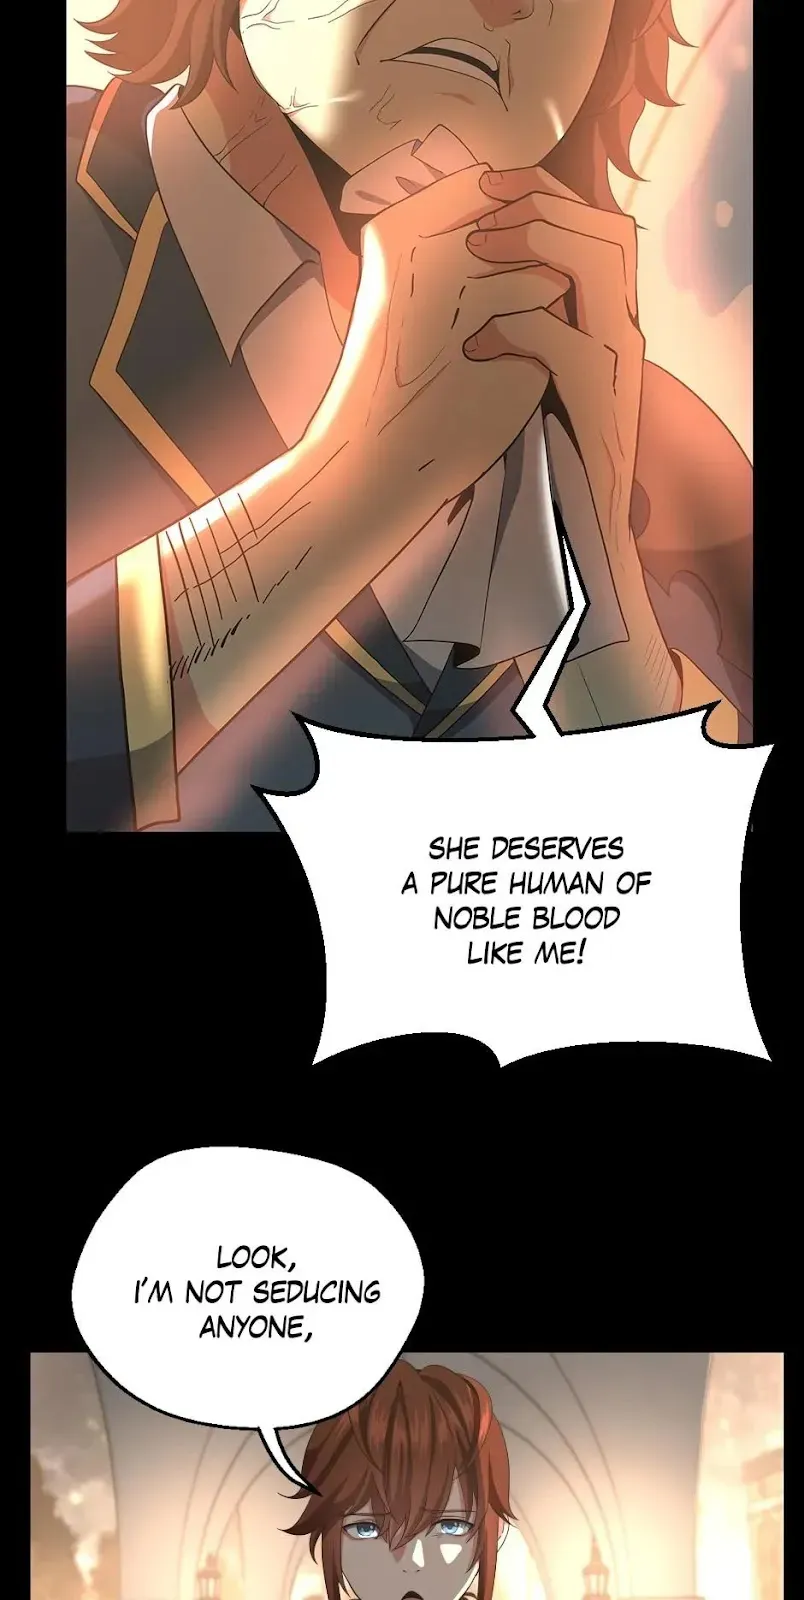 SHE DESERVES
A PURE HUMAN OF
NOBLE BLOOD
LIKE ME!
LOOK,
I'M NOT SEDUCING
ANYONE,